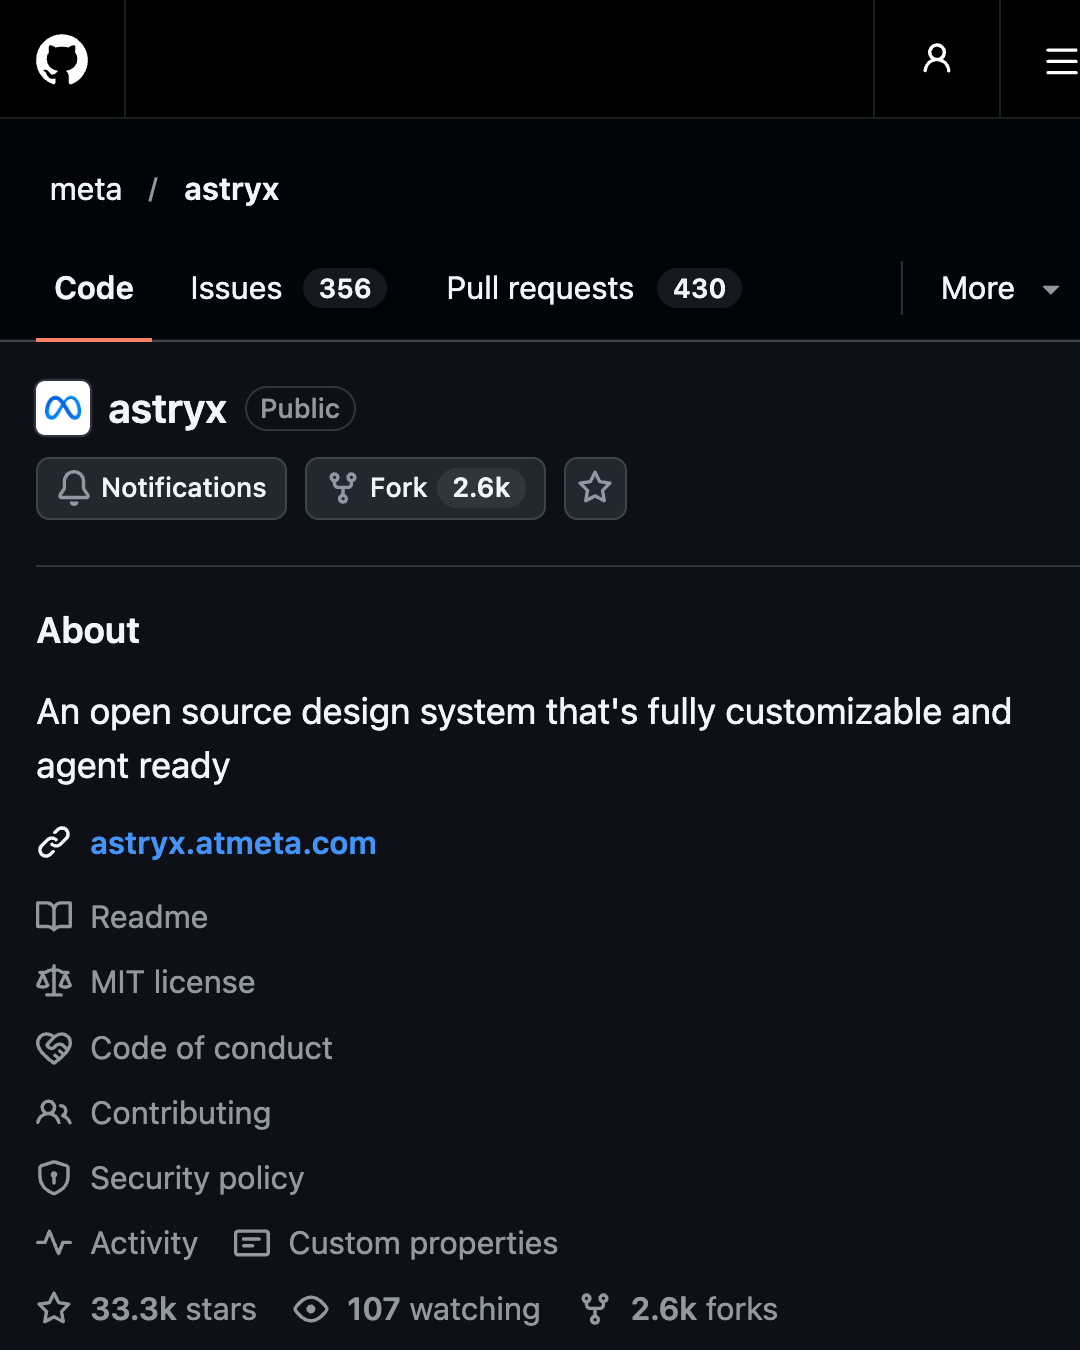 meta / astryx
Code Issues 356 Pull requests 430 More
astryx Public
Notifications Fork 2.6k
About
An open source design system that's fully customizable and
agent ready
astryx.atmeta.com
Readme
MIT license
Code of conduct
Contributing
Security policy
Activity Custom properties
33.3k stars 107 watching 2.6k forks